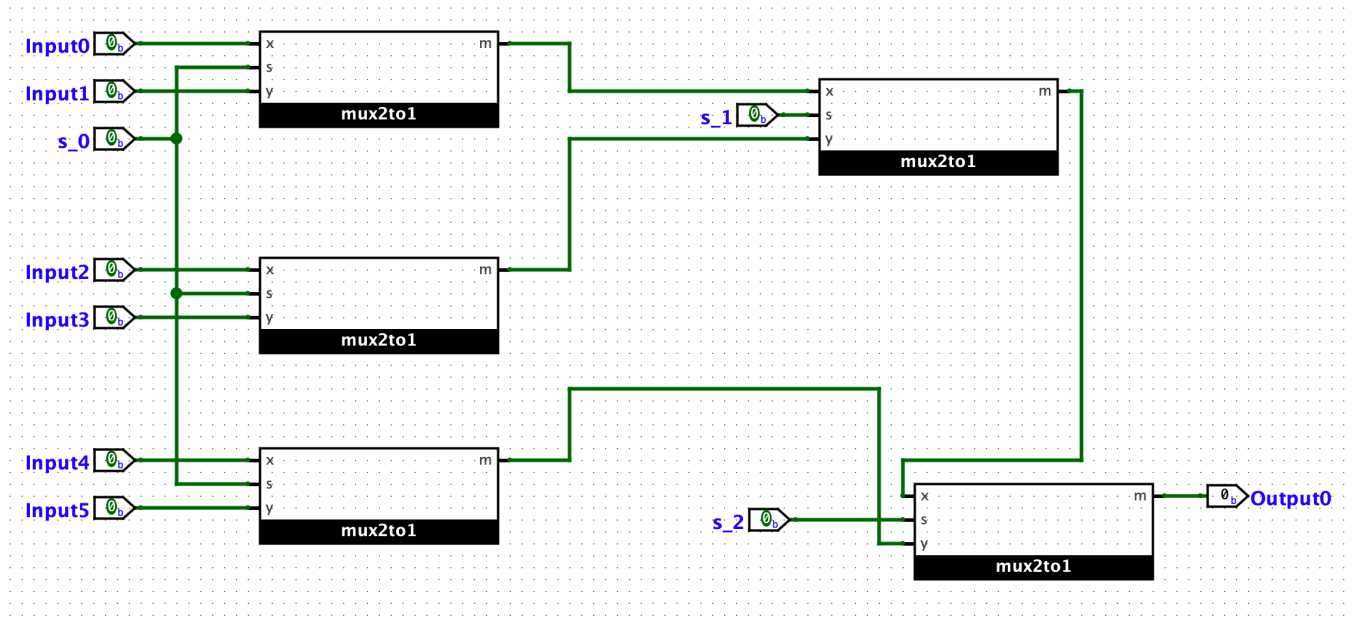 Input0 0b x m
s
Input1 0b y
mux2to1
s_0 0b
x m
s_1 0b s
y
mux2to1
Input2 0b x m
s
Input3 0b y
mux2to1
Input4 0b x m
s
Input5 0b y
mux2to1
x m 0b Output0
s_2 0b s
y
mux2to1